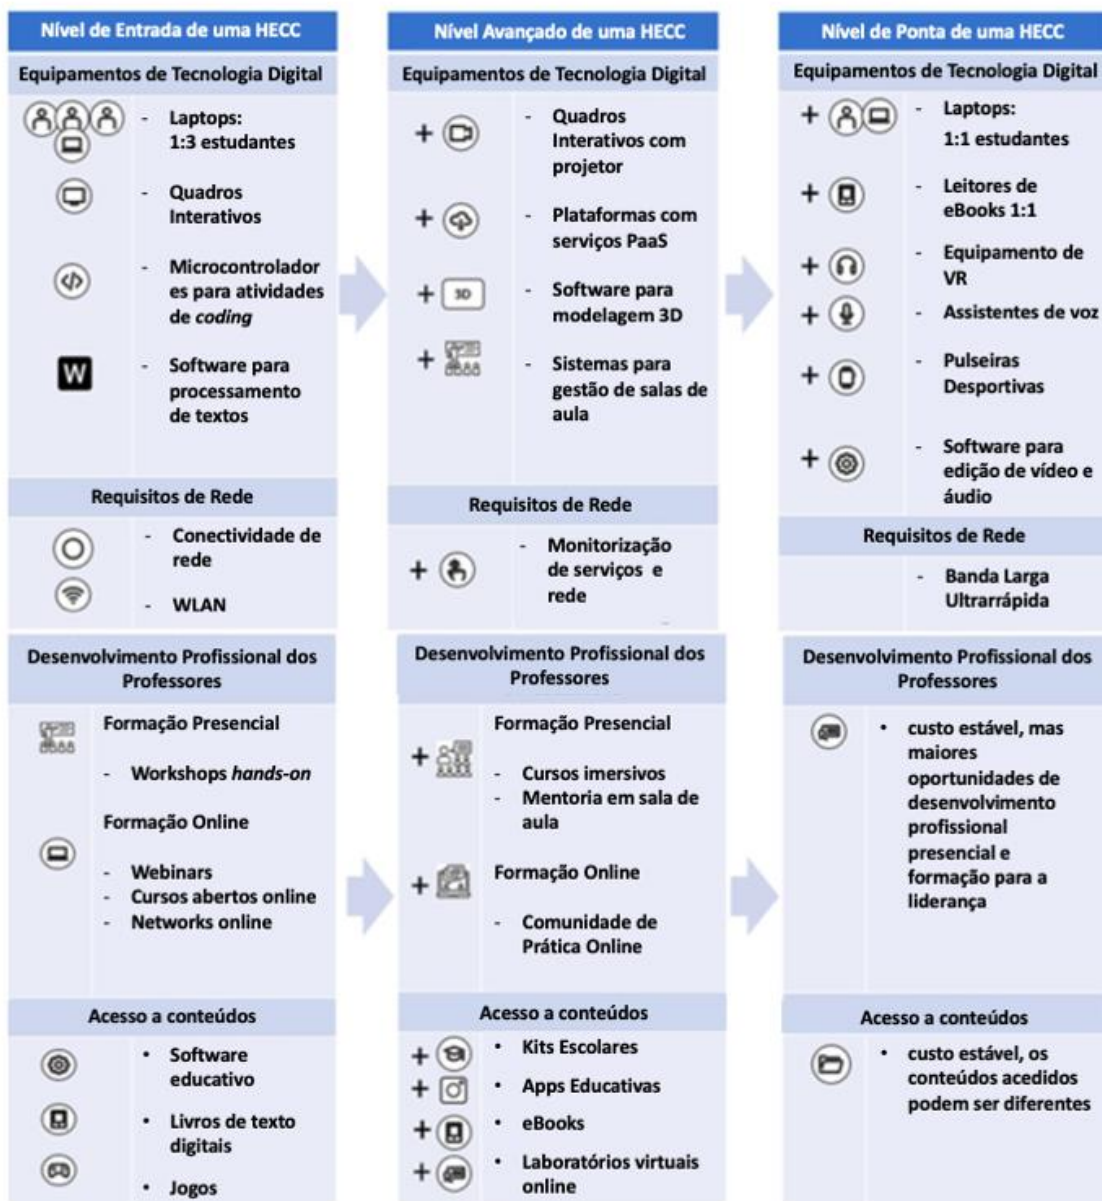 Nível de Entrada de uma HECC
Equipamentos de Tecnologia Digital
- Laptops:
1:3 estudantes
- Quadros
Interativos
- Microcontrolador
es para atividades
de coding
W
- Software para
processamento
de textos
Requisitos de Rede
- Conectividade de
rede
- WLAN
Desenvolvimento Profissional dos
Professores
Formação Presencial
- Workshops hands-on
Formação Online
- Webinars
- Cursos abertos online
- Networks online
Acesso a conteúdos
• Software
educativo
• Livros de texto
digitais
• Jogos
Nível Avançado de uma HECC
Equipamentos de Tecnologia Digital
+ - Quadros
Interativos com
projetor
+ - Plataformas com
serviços PaaS
+ 3D - Software para
modelagem 3D
+ - Sistemas para
gestão de salas de
aula
Requisitos de Rede
+ - Monitorização
de serviços e
rede
Desenvolvimento Profissional dos
Professores
Formação Presencial
+ - Cursos imersivos
- Mentoria em sala de
aula
+ Formação Online
- Comunidade de
Prática Online
Acesso a conteúdos
+ • Kits Escolares
+ • Apps Educativas
+ • eBooks
+ • Laboratórios virtuais
online
Nível de Ponta de uma HECC
Equipamentos de Tecnologia Digital
+ - Laptops:
1:1 estudantes
+ - Leitores de
eBooks 1:1
+ - Equipamento de
VR
+ - Assistentes de voz
+ - Pulseiras
Desportivas
+ - Software para
edição de vídeo e
áudio
Requisitos de Rede
- Banda Larga
Ultrarrápida
Desenvolvimento Profissional dos
Professores
• custo estável, mas
maiores
oportunidades de
desenvolvimento
profissional
presencial e
formação para a
liderança
Acesso a conteúdos
• custo estável, os
conteúdos acedidos
podem ser diferentes